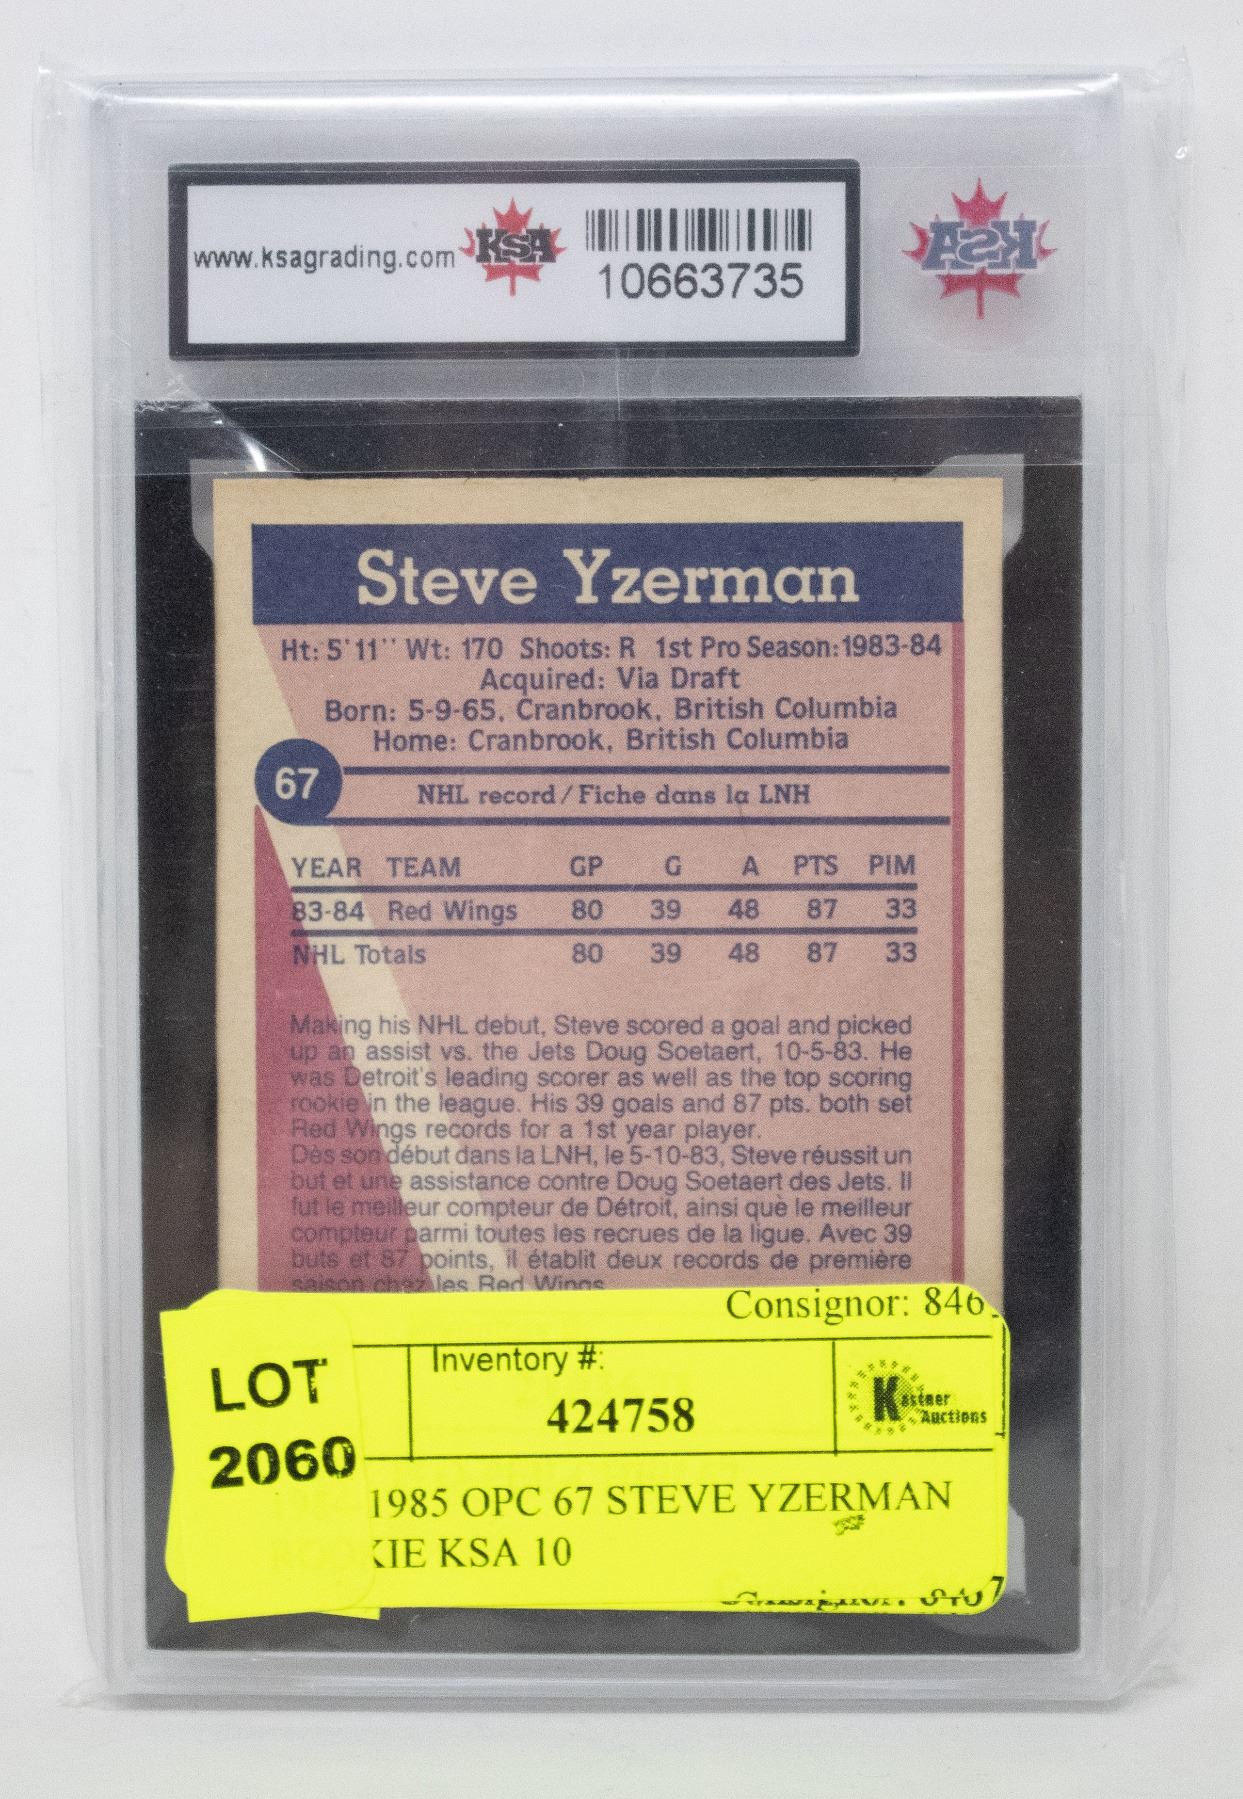 www.ksagrading.com
KSA
10663735
KSA
Steve Yzerman
Ht: 5'11'' Wt: 170 Shoots: R 1st Pro Season: 1983-84
Acquired: Via Draft
Born: 5-9-65, Cranbrook, British Columbia
Home: Cranbrook, British Columbia
67
NHL record/Fiche dans la LNH
YEAR TEAM GP G A PTS PIM
83-84 Red Wings 80 39 48 87 33
NHL Totals 80 39 48 87 33
Making his NHL debut, Steve scored a goal and picked
up an assist vs. the Jets Doug Soetaert, 10-5-83. He
was Detroit's leading scorer as well as the top scoring
rookie in the league. His 39 goals and 87 pts. both set
Red Wings records for a 1st year player.
Dès son début dans la LNH, le 5-10-83, Steve réussit un
but et une assistance contre Doug Soetaert des Jets. Il
fut le meilleur compteur de Détroit, ainsi què le meilleur
compteur parmi toutes les recrues de la ligue. Avec 39
buts et 87 points, il établit deux records de première
saison chez les Red Wings
Consignor: 846
Inventory #:
424758
Kastner
Auctions
LOT
2060
1985 OPC 67 STEVE YZERMAN
KIE KSA 10